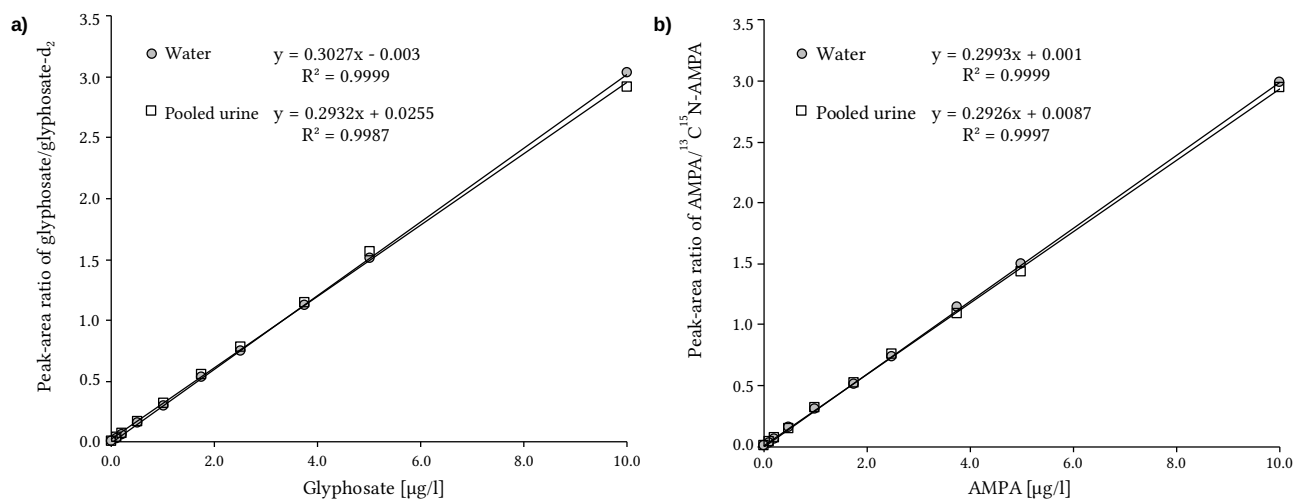 a)
Peak-area ratio of glyphosate/glyphosate-d₂
3.5
3.0
2.5
2.0
1.5
1.0
0.5
0.0
Water y = 0.3027x - 0.003
R² = 0.9999
Pooled urine y = 0.2932x + 0.0255
R² = 0.9987
0.0 2.0 4.0 6.0 8.0 10.0
Glyphosate [µg/l]
b)
Peak-area ratio of AMPA/¹³C¹⁵N-AMPA
3.5
3.0
2.5
2.0
1.5
1.0
0.5
0.0
Water y = 0.2993x + 0.001
R² = 0.9999
Pooled urine y = 0.2926x + 0.0087
R² = 0.9997
0.0 2.0 4.0 6.0 8.0 10.0
AMPA [µg/l]